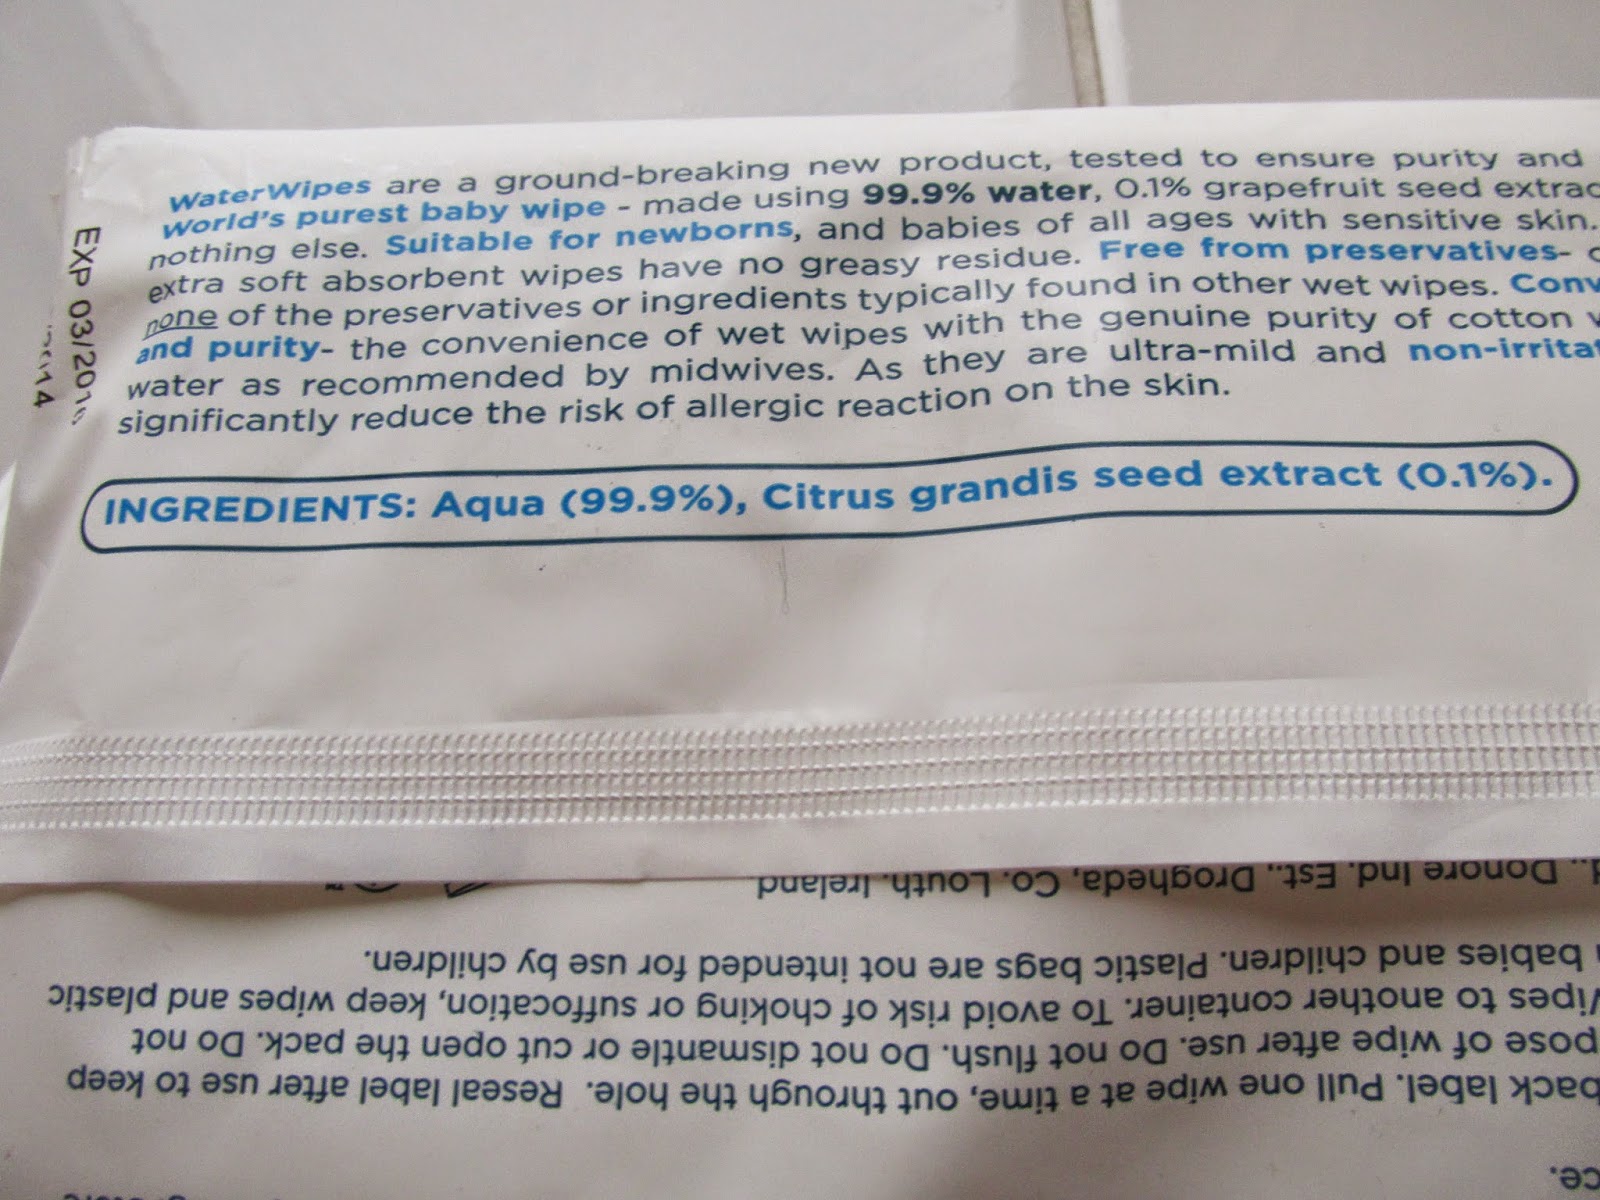 WaterWipes are a ground-breaking new product, tested to ensure purity and
World's purest baby wipe - made using 99.9% water, 0.1% grapefruit seed extrac
nothing else. Suitable for newborns, and babies of all ages with sensitive skin.
extra soft absorbent wipes have no greasy residue. Free from preservatives-
none of the preservatives or ingredients typically found in other wet wipes. Conv
and purity- the convenience of wet wipes with the genuine purity of cotton
water as recommended by midwives. As they are ultra-mild and non-irritat
significantly reduce the risk of allergic reaction on the skin.
INGREDIENTS: Aqua (99.9%), Citrus grandis seed extract (0.1%).
EXP 03/201
ce.
back label. Pull one wipe at a time, out through the hole. Reseal label after use to keep
pose of wipe after use. Do not flush. Do not dismantle or cut open the pack. Do not
Vipes to another container. To avoid risk of choking or suffocation, keep wipes and plastic
babies and children. Plastic bags are not intended for use by children.
Donore Ind. Est., Drogheda, Co. Louth, Ireland